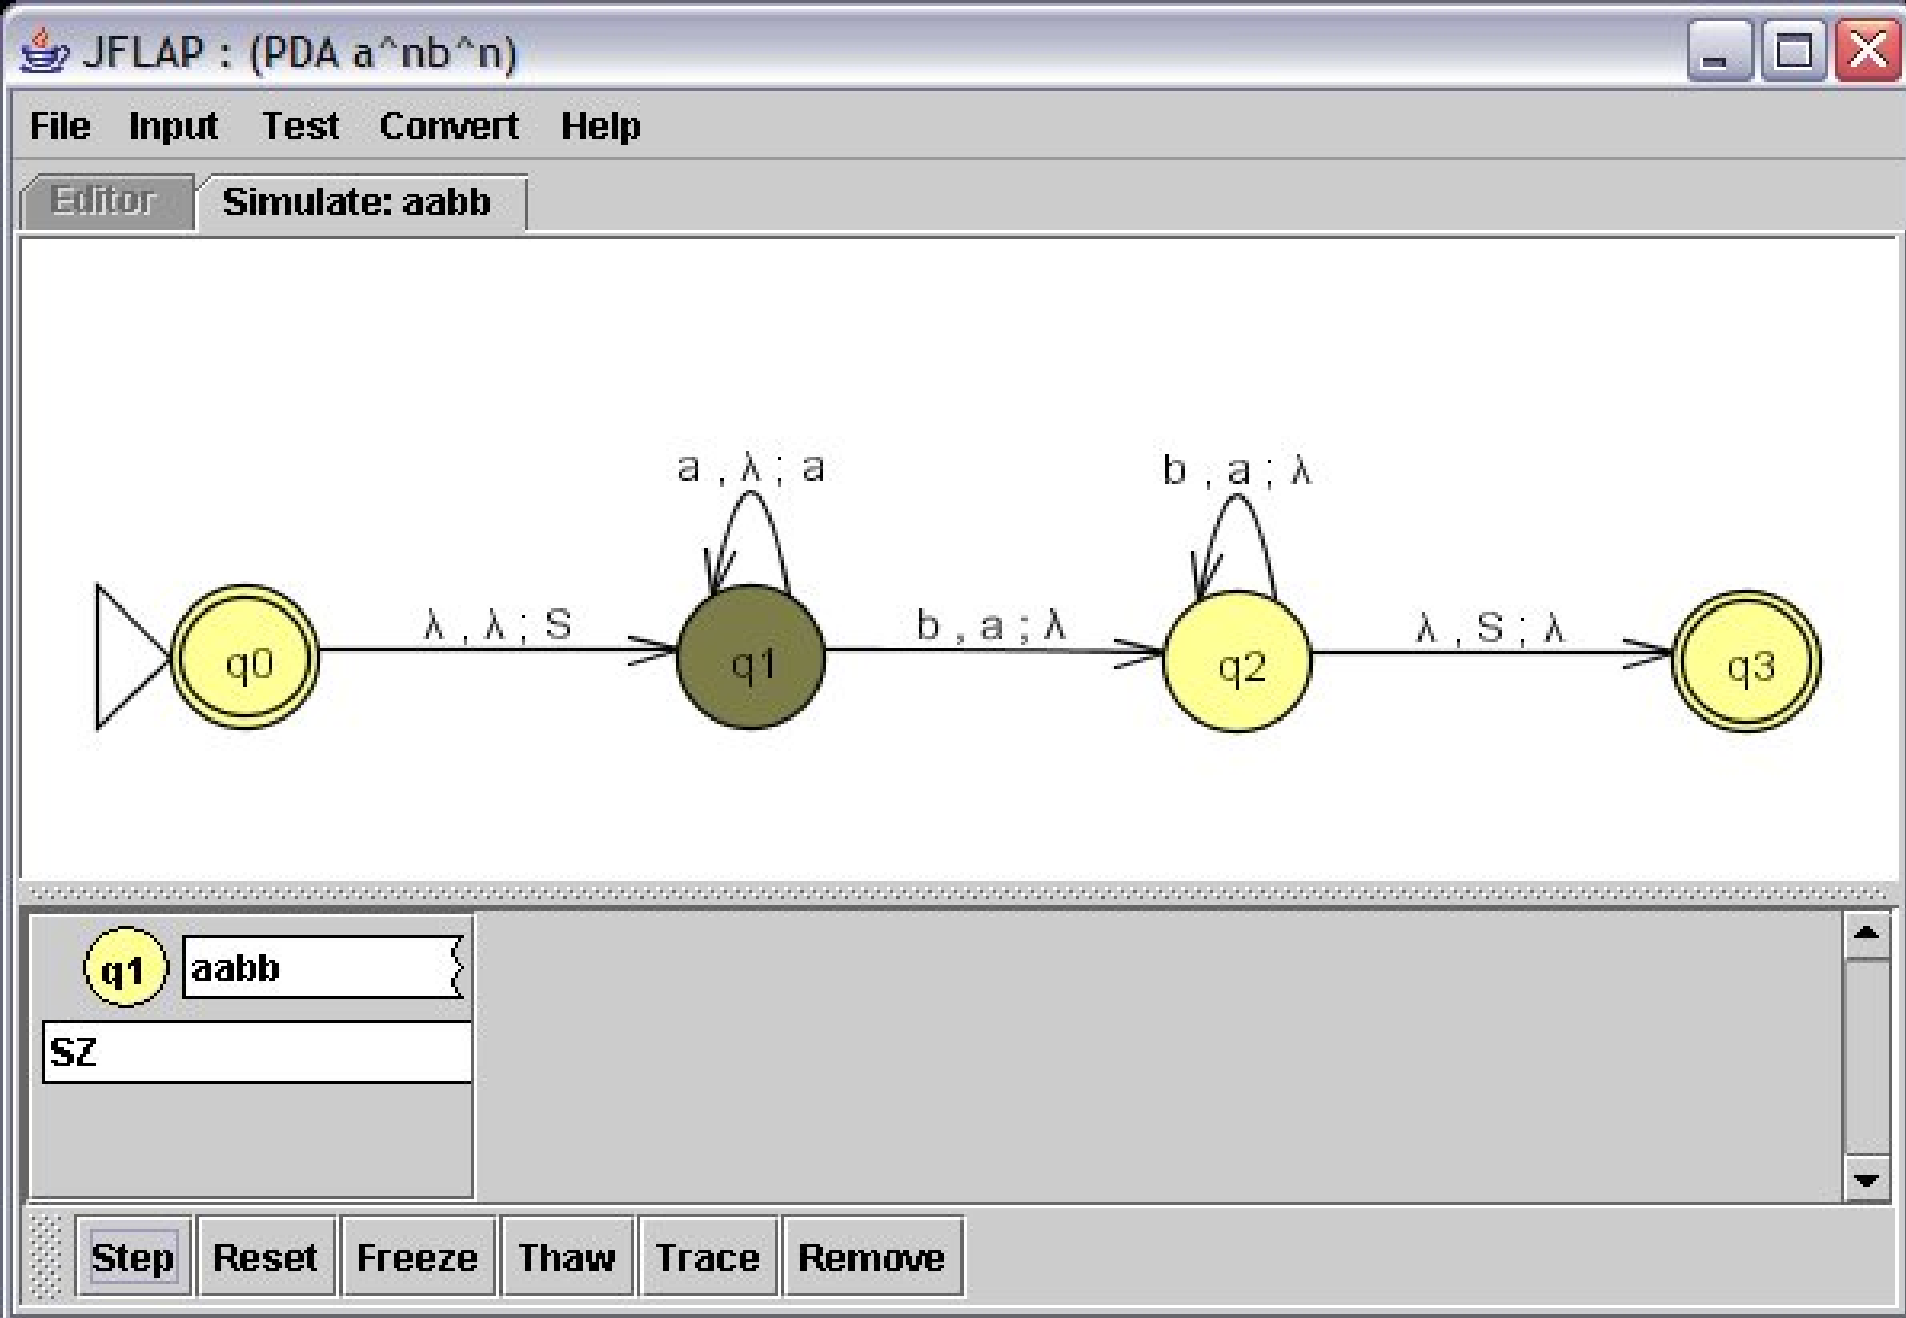 JFLAP : (PDA a^nb^n)
File Input Test Convert Help
Editor Simulate: aabb
a , λ ; a b , a ; λ
λ , λ ; S b , a ; λ λ , S ; λ
q0 q1 q2 q3
q1 aabb
SZ
Step Reset Freeze Thaw Trace Remove